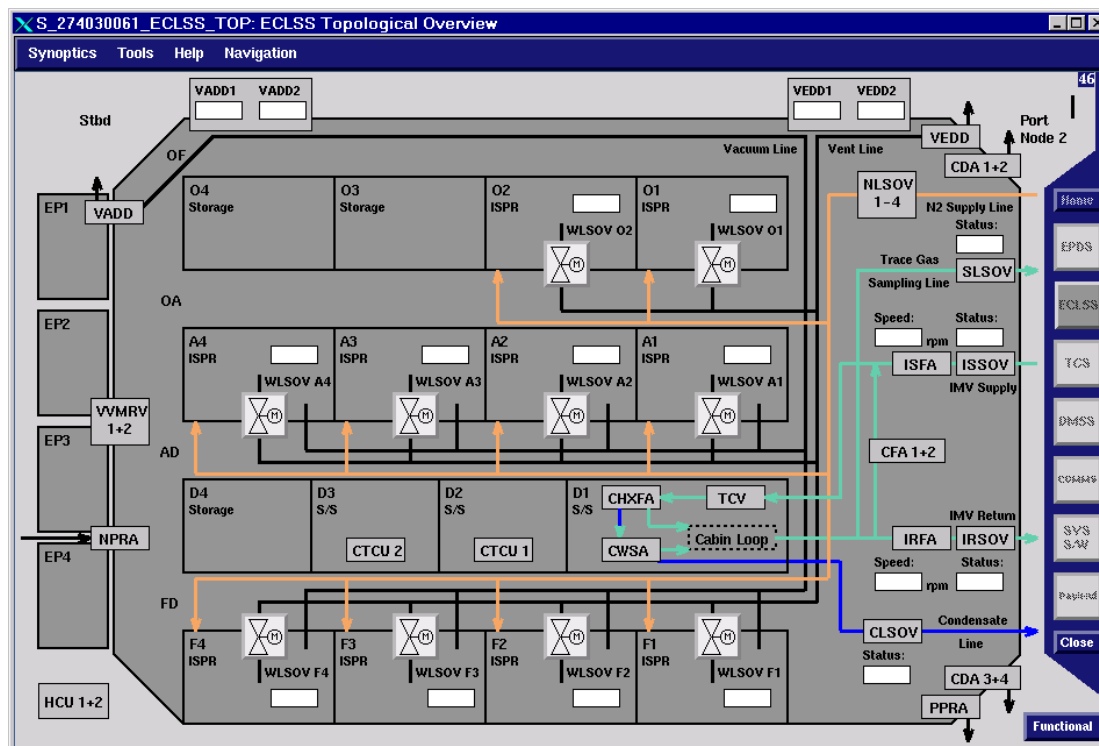 S_274030061_ECLSS_TOP: ECLSS Topological Overview
Synoptics Tools Help Navigation
46
VADD1 VADD2
VEDD1 VEDD2
Stbd
Port
Node 2
OF
Vacuum Line
Vent Line
VEDD
CDA 1+2
EP1
VADD
O4
Storage
O3
Storage
O2
ISPR
WLSOV O2
O1
ISPR
WLSOV O1
NLSOV
1-4
N2 Supply Line
Status:
Trace Gas
Sampling Line
SLSOV
Home
EPDS
ECLSS
TCS
DMSS
COMMS
SYS
S/W
Payload
Close
OA
EP2
A4
ISPR
WLSOV A4
A3
ISPR
WLSOV A3
A2
ISPR
WLSOV A2
A1
ISPR
WLSOV A1
Speed:
rpm
Status:
ISFA
ISSOV
IMV Supply
VVMRV
1+2
AD
CFA 1+2
EP3
D4
Storage
D3
S/S
CTCU 2
D2
S/S
CTCU 1
D1
S/S
CHXFA
TCV
CWSA
Cabin Loop
IMV Return
IRFA
IRSOV
Speed:
rpm
Status:
NPRA
EP4
FD
F4
ISPR
WLSOV F4
F3
ISPR
WLSOV F3
F2
ISPR
WLSOV F2
F1
ISPR
WLSOV F1
CLSOV
Condensate
Line
Status:
HCU 1+2
CDA 3+4
PPRA
Functional
M
M
M
M
M
M
M
M
M
M